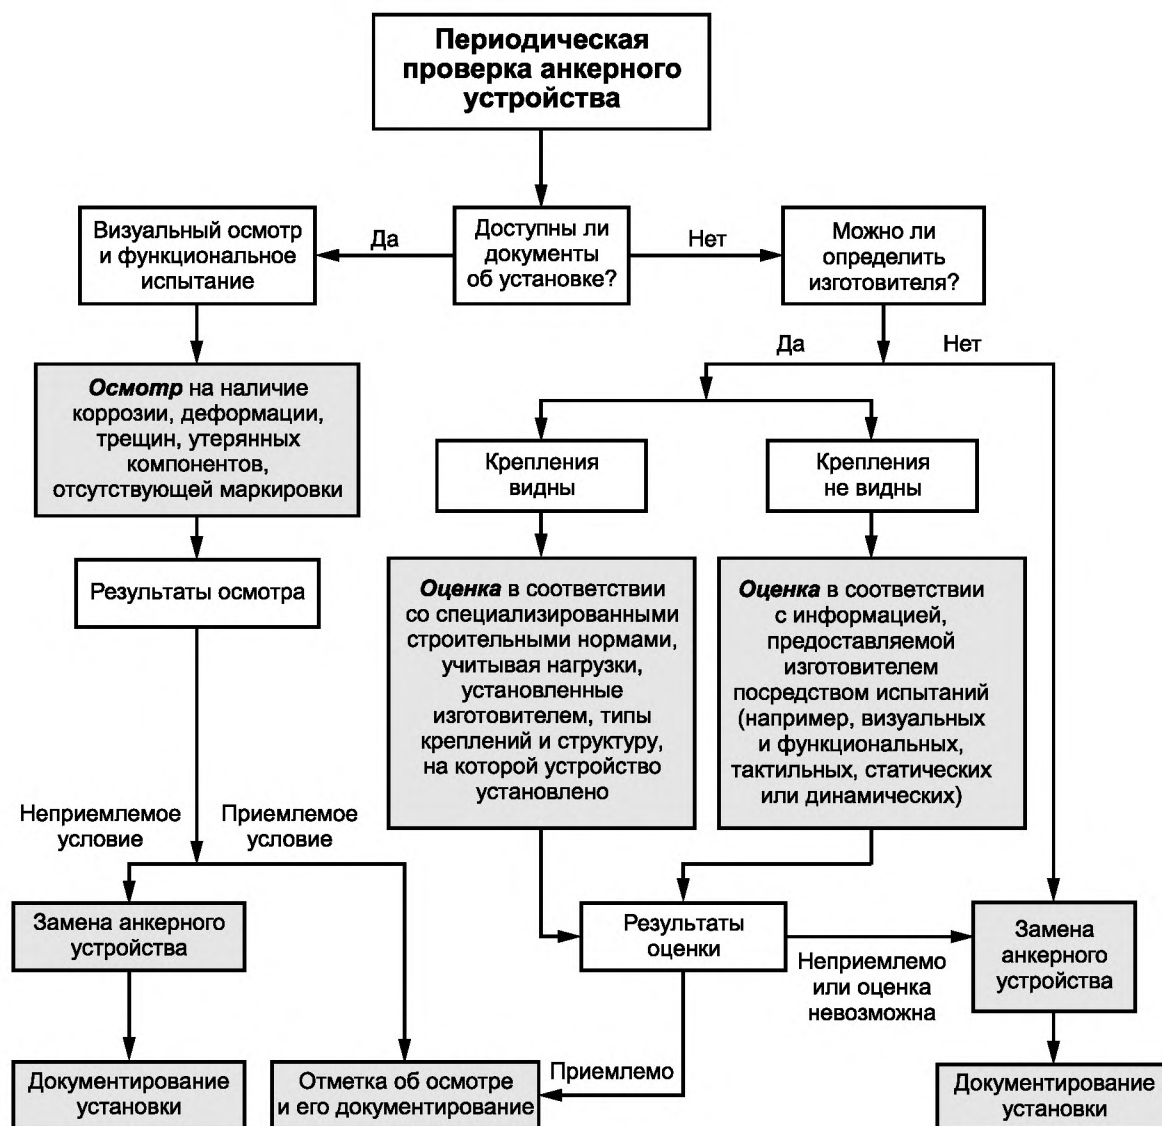 Периодическая
проверка анкерного
устройства
Визуальный осмотр
и функциональное
испытание
Да
Доступны ли
документы
об установке?
Нет
Можно ли
определить
изготовителя?
Да
Нет
Осмотр на наличие
коррозии, деформации,
трещин, утерянных
компонентов,
отсутствующей маркировки
Крепления
видны
Крепления
не видны
Результаты осмотра
Оценка в соответствии
со специализированными
строительными нормами,
учитывая нагрузки,
установленные
изготовителем, типы
креплений и структуру,
на которой устройство
установлено
Оценка в соответствии
с информацией,
предоставляемой
изготовителем
посредством испытаний
(например, визуальных
и функциональных,
тактильных, статических
или динамических)
Неприемлемое
условие
Приемлемое
условие
Замена анкерного
устройства
Результаты
оценки
Неприемлемо
или оценка
невозможна
Замена
анкерного
устройства
Документирование
установки
Отметка об осмотре
и его документирование
Приемлемо
Документирование
установки